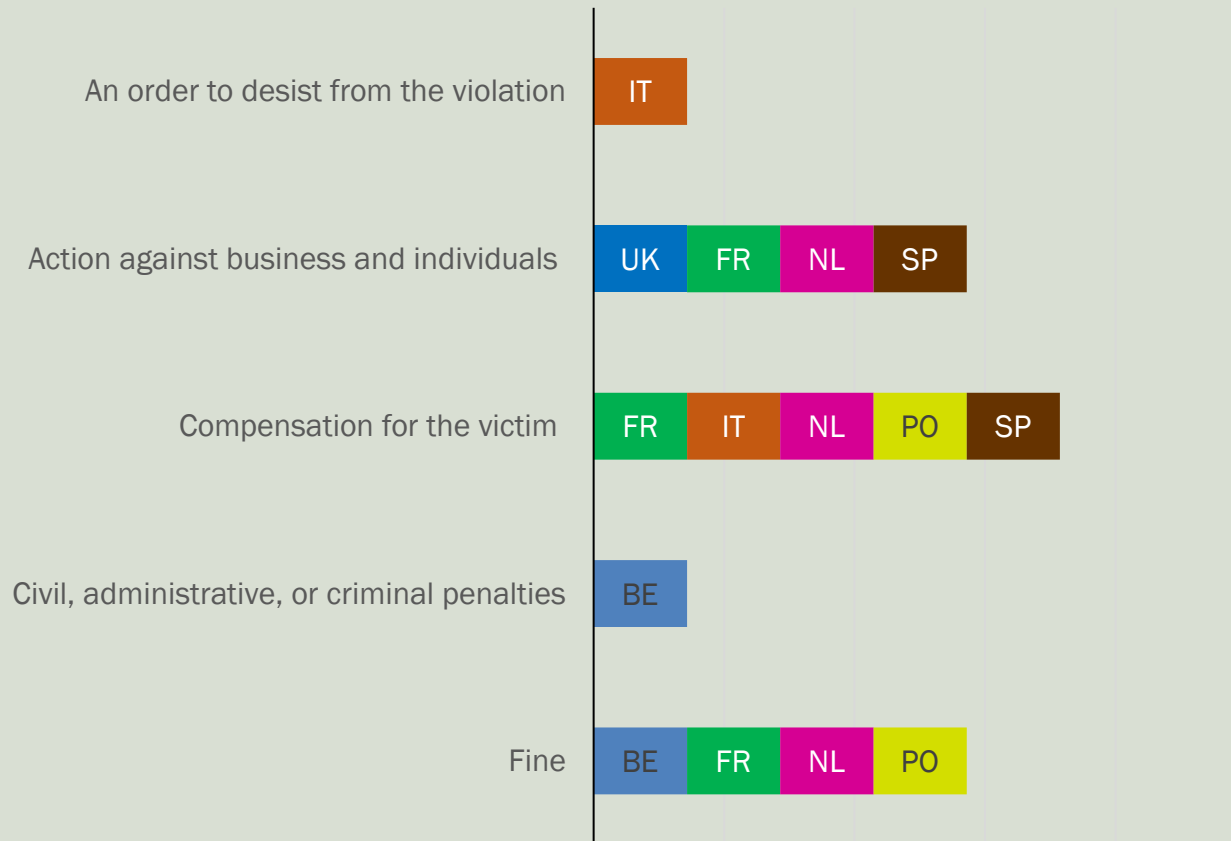 An order to desist from the violation IT
Action against business and individuals UK FR NL SP
Compensation for the victim FR IT NL PO SP
Civil, administrative, or criminal penalties BE
Fine BE FR NL PO